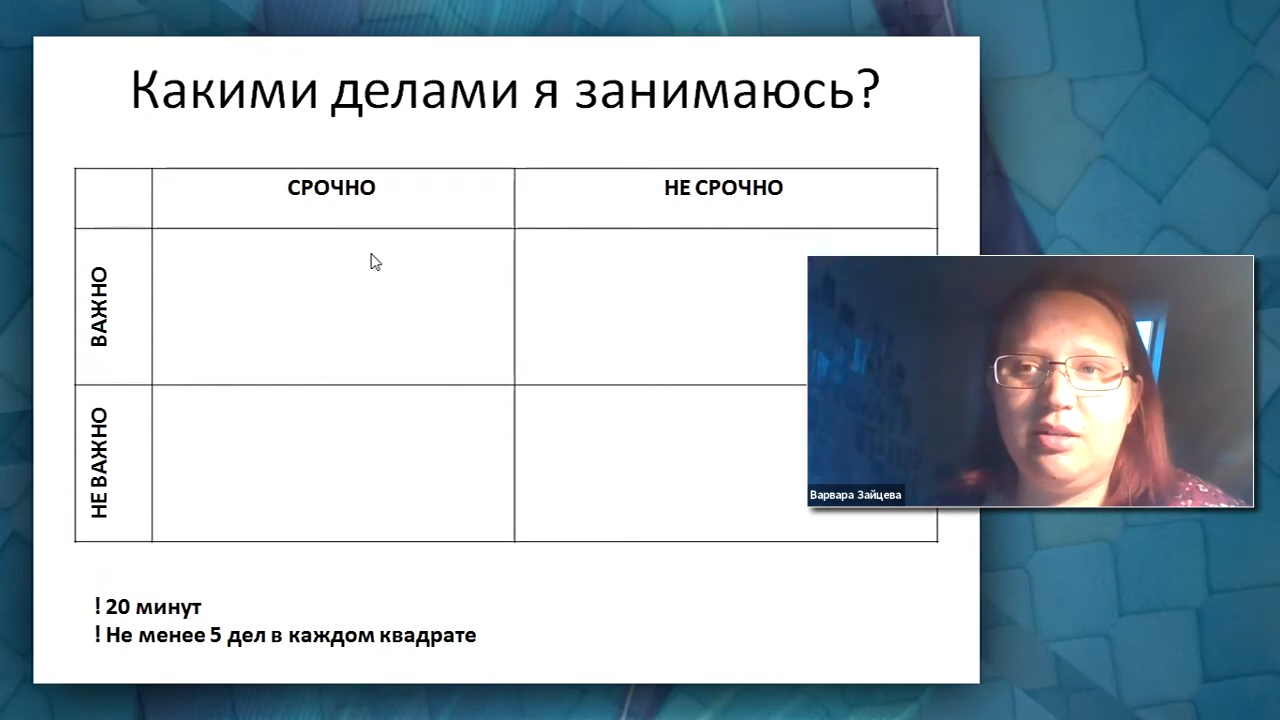 Какими делами я занимаюсь?
СРОЧНО
НЕ СРОЧНО
ВАЖНО
НЕ ВАЖНО
Варвара Зайцева
! 20 минут
! Не менее 5 дел в каждом квадрате